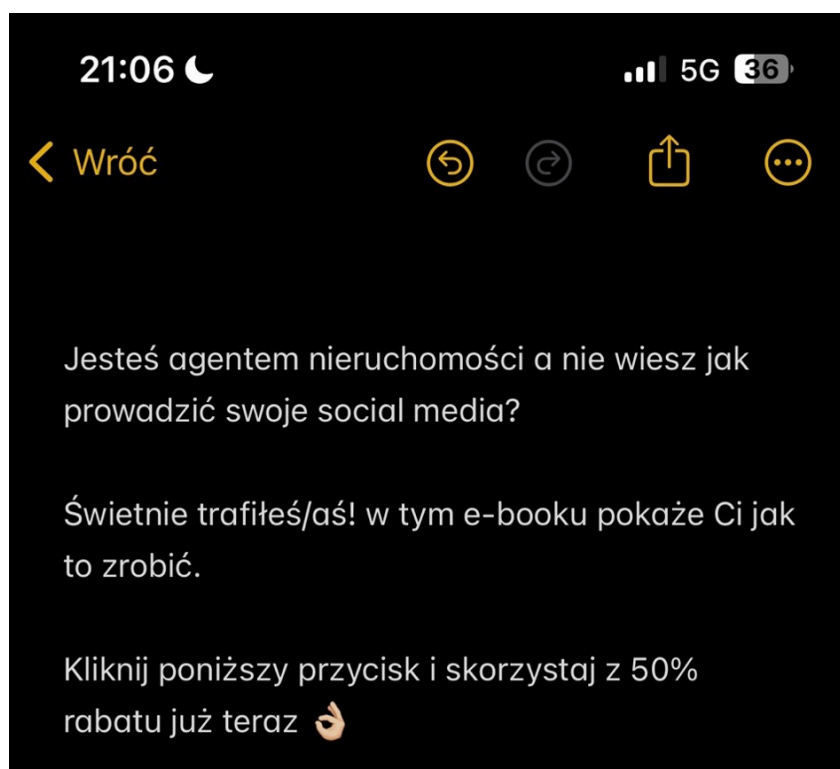 21:06
5G 36
Wróć
Jesteś agentem nieruchomości a nie wiesz jak
prowadzić swoje social media?
Świetnie trafiłeś/aś! w tym e-booku pokaże Ci jak
to zrobić.
Kliknij poniższy przycisk i skorzystaj z 50%
rabatu już teraz 👌🏼